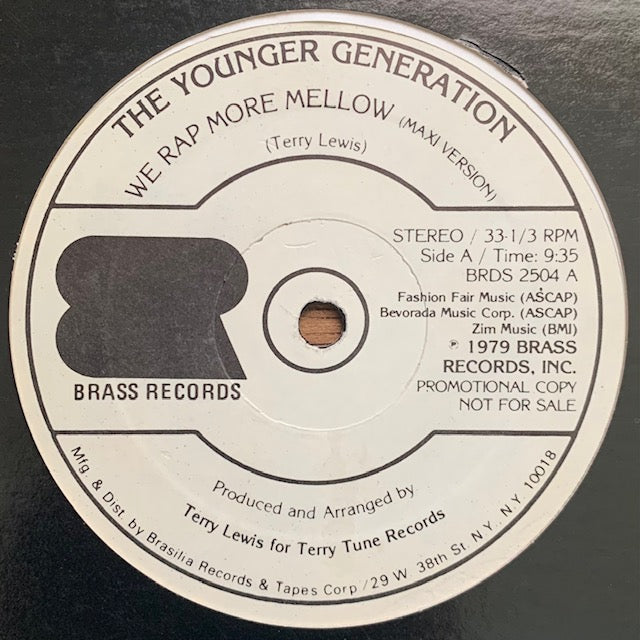 THE YOUNGER GENERATION
WE RAP MORE MELLOW (MAXI VERSION)
(Terry Lewis)
STEREO / 33-1/3 RPM
Side A / Time: 9:35
BRDS 2504 A
Fashion Fair Music (ASCAP)
Bevorada Music Corp. (ASCAP)
Zim Music (BMI)
℗ 1979 BRASS
RECORDS, INC.
PROMOTIONAL COPY
NOT FOR SALE
BRASS RECORDS
Produced and Arranged by
Terry Lewis for Terry Tune Records
Mfg. & Dist. by Brasilia Records & Tapes Corp / 29 W. 38th St. N.Y., N.Y. 10018